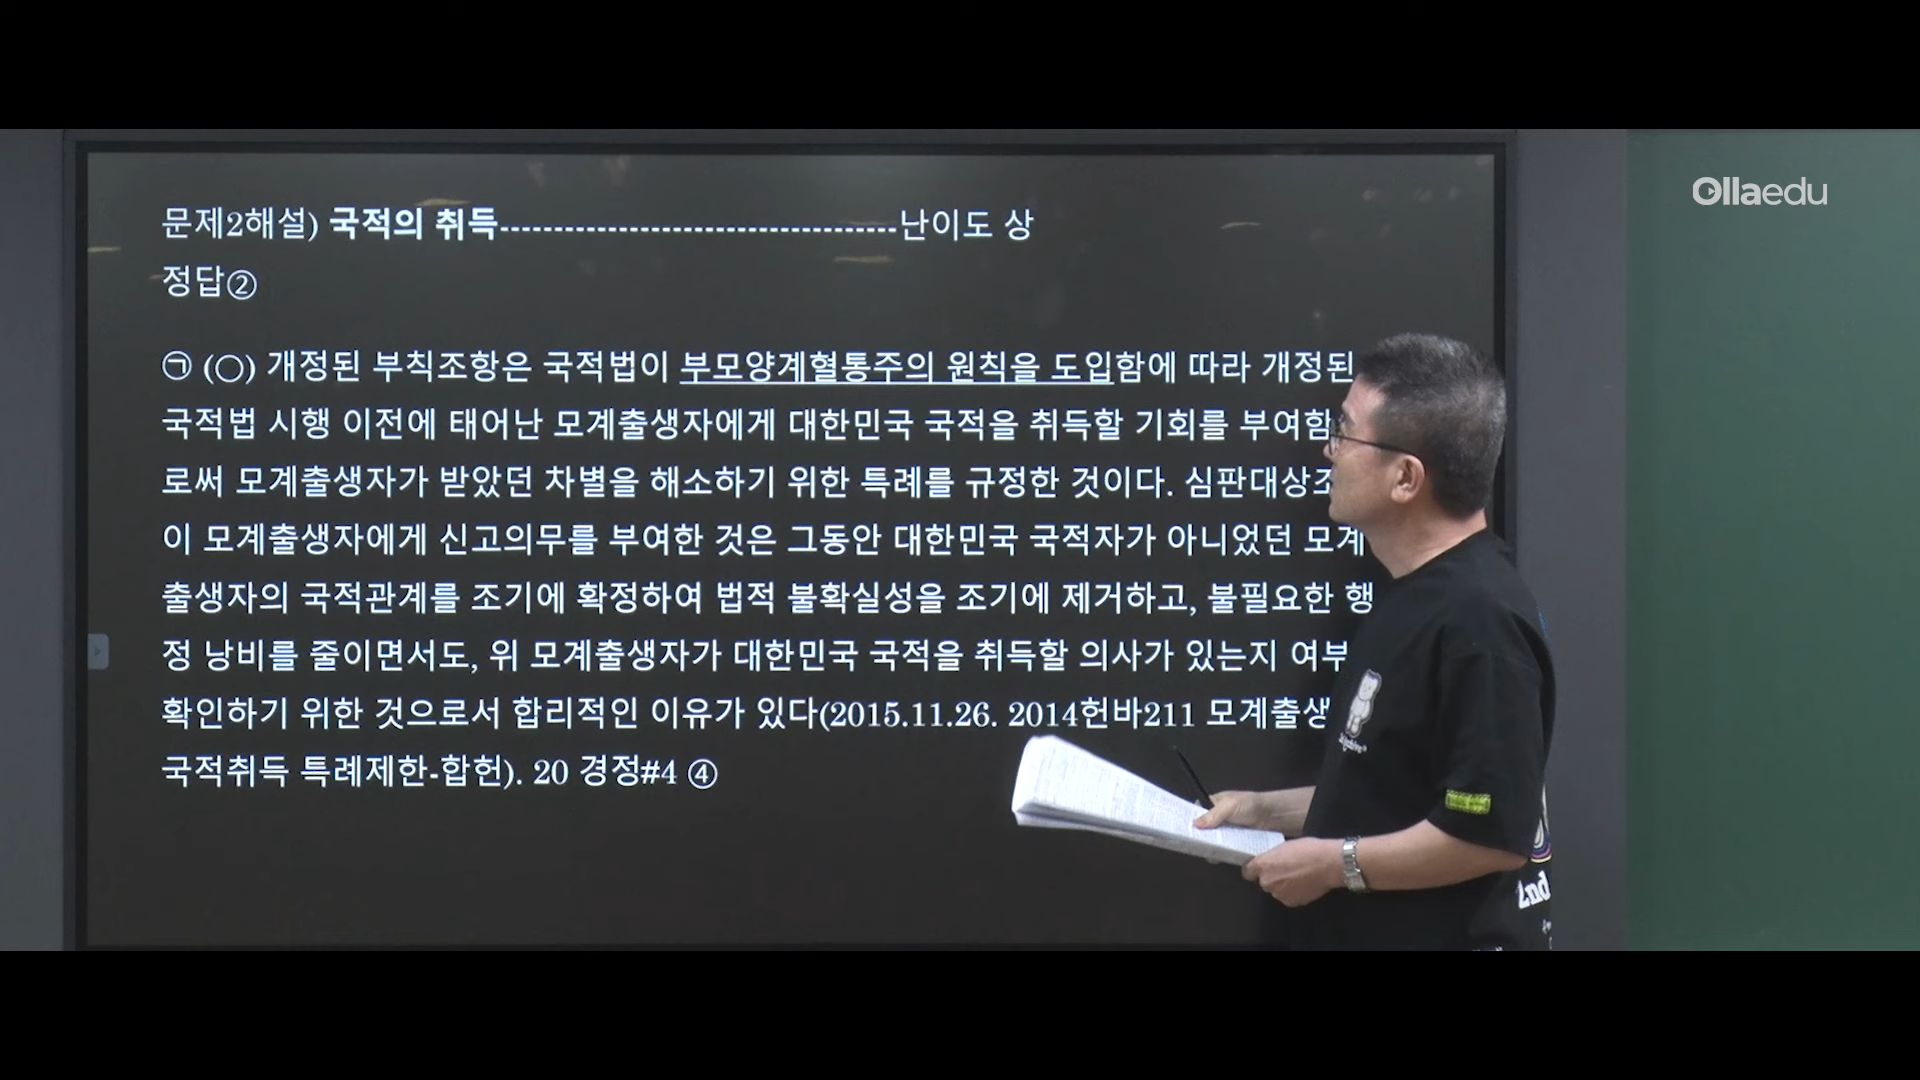 Ollaedu
문제2해설) 국적의 취득------------------------------------난이도 상
정답②
㉠ (○) 개정된 부칙조항은 국적법이 부모양계혈통주의 원칙을 도입함에 따라 개정된
국적법 시행 이전에 태어난 모계출생자에게 대한민국 국적을 취득할 기회를 부여함
로써 모계출생자가 받았던 차별을 해소하기 위한 특례를 규정한 것이다. 심판대상
이 모계출생자에게 신고의무를 부여한 것은 그동안 대한민국 국적자가 아니었던 모계
출생자의 국적관계를 조기에 확정하여 법적 불확실성을 조기에 제거하고, 불필요한 행
정 낭비를 줄이면서도, 위 모계출생자가 대한민국 국적을 취득할 의사가 있는지 여부
확인하기 위한 것으로서 합리적인 이유가 있다(2015.11.26. 2014헌바211 모계출생
국적취득 특례제한-합헌). 20 경정#4 ④
2nd